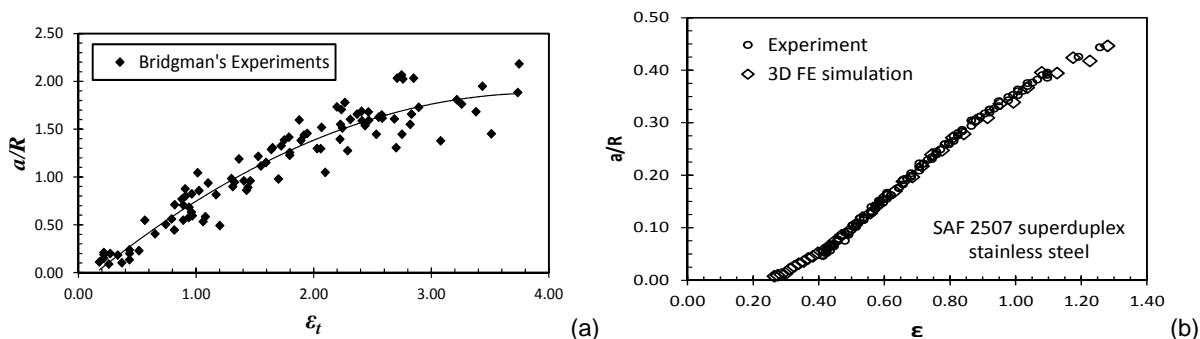 2.50
2.00
1.50
1.00
0.50
0.00
a/R
Bridgman's Experiments
0.00 1.00 2.00 3.00 4.00
ε_t
(a)
0.50
0.40
0.30
0.20
0.10
0.00
a/R
Experiment
3D FE simulation
SAF 2507 superduplex
stainless steel
0.00 0.20 0.40 0.60 0.80 1.00 1.20 1.40
ε
(b)